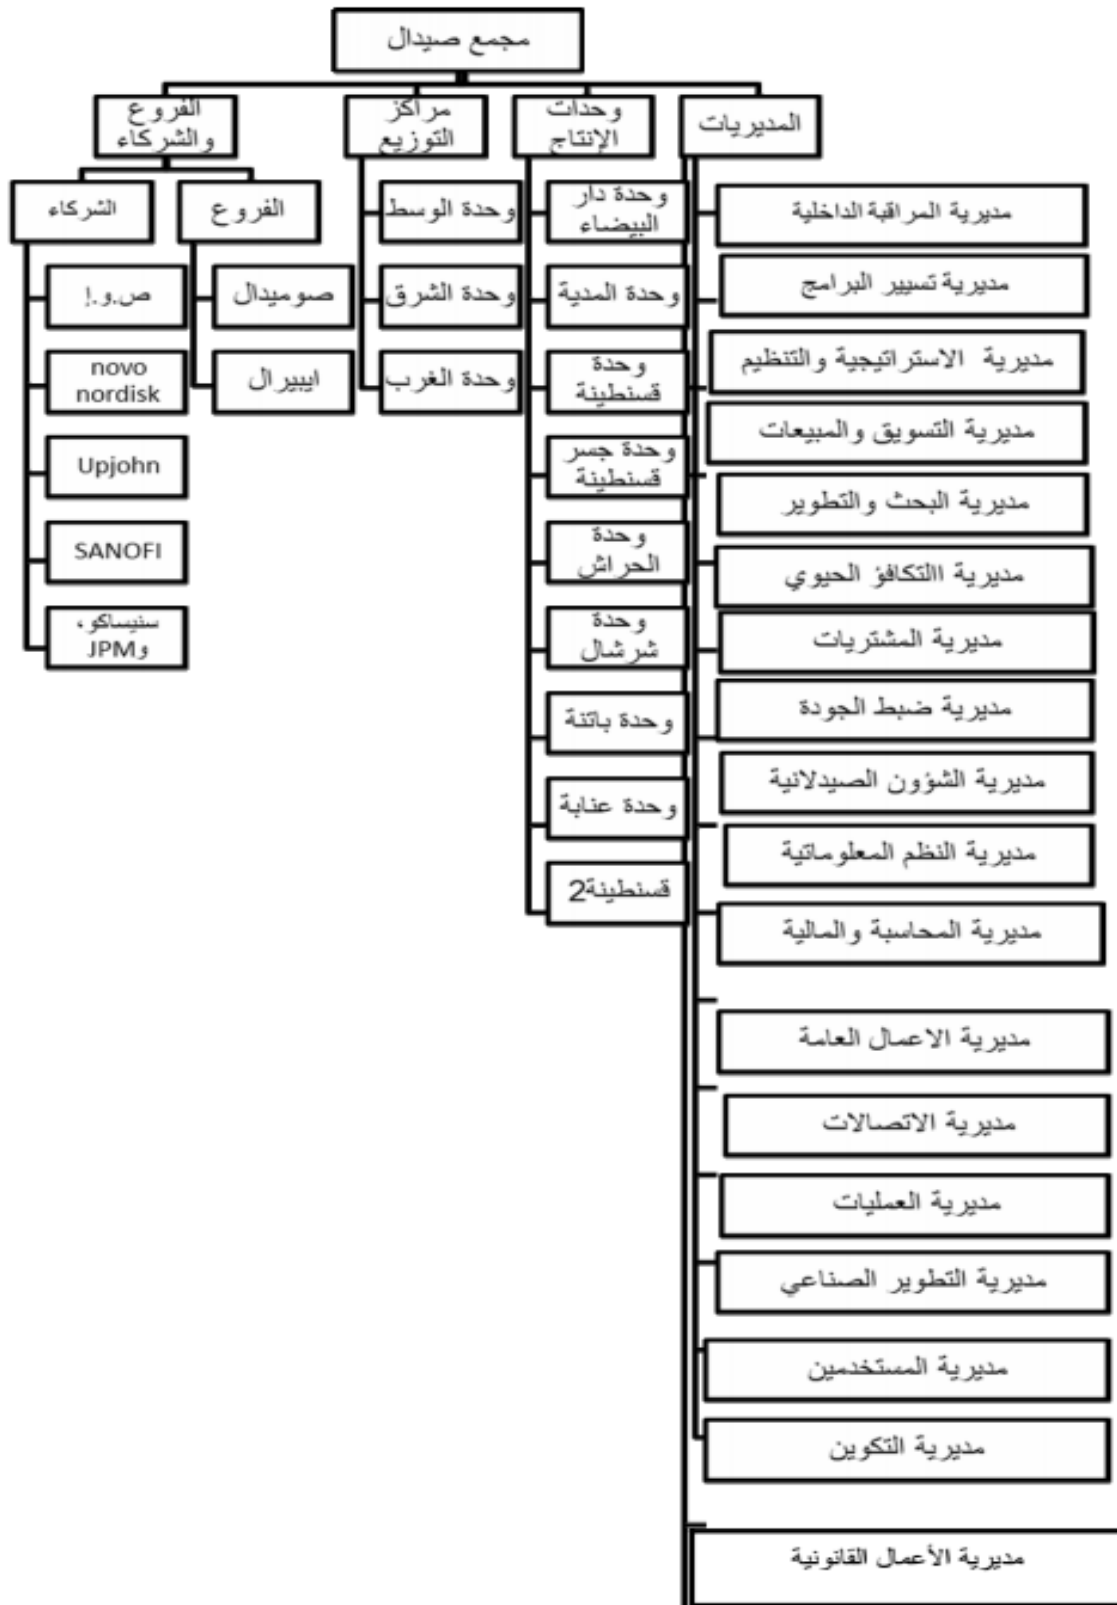 مجمع صيدال
المديريات
وحدات
الإنتاج
مراكز
التوزيع
الفروع
والشركاء
مديرية المراقبة الداخلية
مديرية تسيير البرامج
مديرية الاستراتيجية والتنظيم
مديرية التسويق والمبيعات
مديرية البحث والتطوير
مديرية االتكافؤ الحيوي
مديرية المشتريات
مديرية ضبط الجودة
مديرية الشؤون الصيدلانية
مديرية النظم المعلوماتية
مديرية المحاسبة والمالية
مديرية الاعمال العامة
مديرية الاتصالات
مديرية العمليات
مديرية التطوير الصناعي
مديرية المستخدمين
مديرية التكوين
مديرية الأعمال القانونية
وحدة دار
البيضاء
وحدة المدية
وحدة
قسنطينة
وحدة جسر
قسنطينة
وحدة
الحراش
وحدة
شرشال
وحدة باتنة
وحدة عنابة
قسنطينة2
وحدة الوسط
وحدة الشرق
وحدة الغرب
الفروع
صوميدال
ايبيرال
الشركاء
ص.و.!
novo
nordisk
Upjohn
SANOFI
سنيساكو،
وJPM